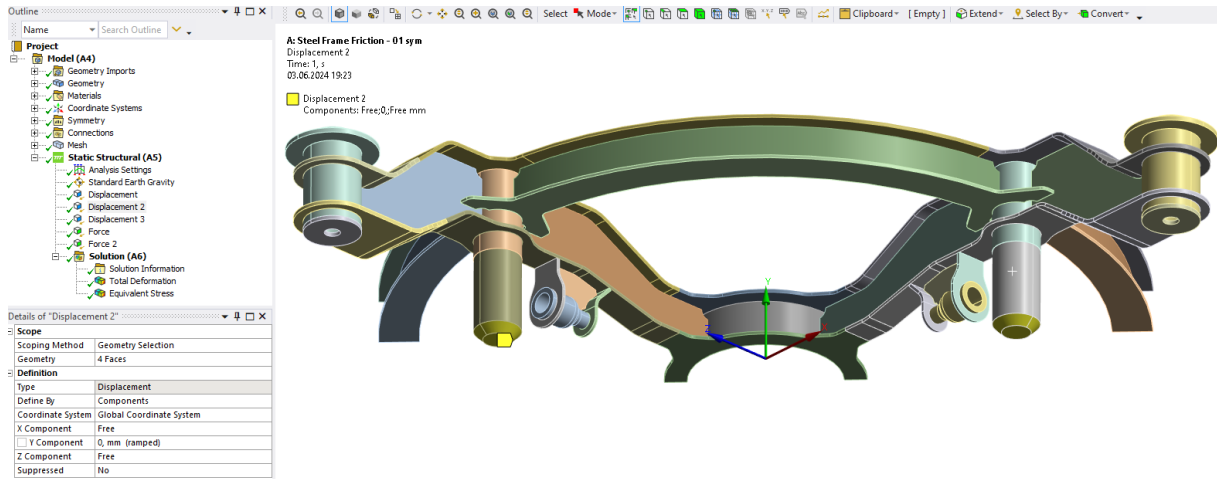 Outline
Name
Search Outline
Project
Model (A4)
Geometry Imports
Geometry
Materials
Coordinate Systems
Symmetry
Connections
Mesh
Static Structural (A5)
Analysis Settings
Standard Earth Gravity
Displacement
Displacement 2
Displacement 3
Force
Force 2
Solution (A6)
Solution Information
Total Deformation
Equivalent Stress
Details of "Displacement 2"
Scope
Scoping Method Geometry Selection
Geometry 4 Faces
Definition
Type Displacement
Define By Components
Coordinate System Global Coordinate System
X Component Free
Y Component 0, mm (ramped)
Z Component Free
Suppressed No
Select Mode Clipboard [ Empty ] Extend Select By Convert
A: Steel Frame Friction - 01 sym
Displacement 2
Time: 1, s
03.06.2024 19:23
Displacement 2
Components: Free;0,;Free mm
Y
Z